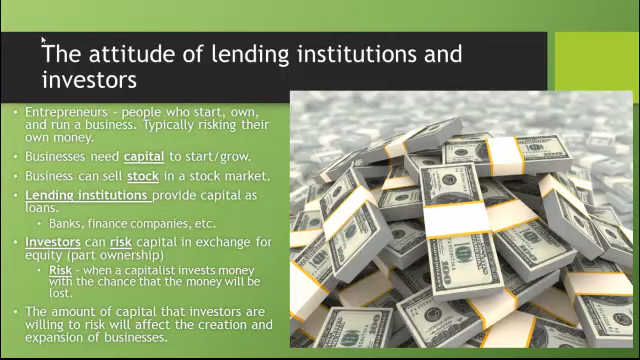 The attitude of lending institutions and
investors
• Entrepreneurs – people who start, own,
and run a business. Typically risking their
own money.
• Businesses need capital to start/grow.
• Business can sell stock in a stock market.
• Lending institutions provide capital as
loans.
• Banks, finance companies, etc.
• Investors can risk capital in exchange for
equity (part ownership)
• Risk – when a capitalist invests money
with the chance that the money will be
lost.
• The amount of capital that investors are
willing to risk will affect the creation and
expansion of businesses.